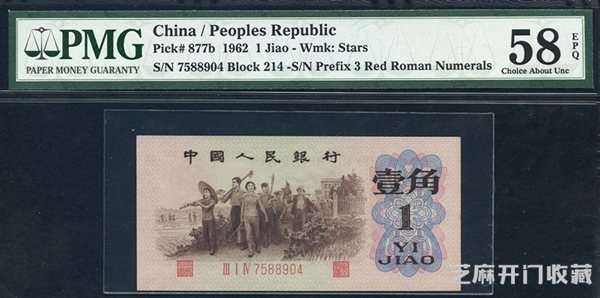 PMG
PAPER MONEY GUARANTY
China / Peoples Republic
Pick# 877b 1962 1 Jiao - Wmk: Stars
S/N 7588904 Block 214 -S/N Prefix 3 Red Roman Numerals
58
EPQ
Choice About Unc
中國人民銀行
壹角
1
YI
JIAO
III I IV 7588904
芝麻开门收藏